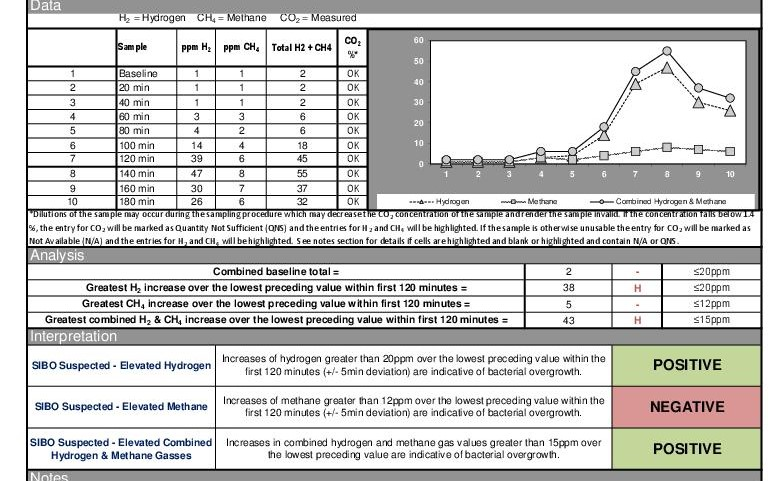 Data
H2 = Hydrogen CH4 = Methane CO2 = Measured
Sample ppm H2 ppm CH4 Total H2 + CH4 CO2 %*
1 Baseline 1 1 2 OK
2 20 min 1 1 2 OK
3 40 min 1 1 2 OK
4 60 min 3 3 6 OK
5 80 min 4 2 6 OK
6 100 min 14 4 18 OK
7 120 min 39 6 45 OK
8 140 min 47 8 55 OK
9 160 min 30 7 37 OK
10 180 min 26 6 32 OK
60
50
40
30
20
10
0
1 2 3 4 5 6 7 8 9 10
Hydrogen Methane Combined Hydrogen & Methane
*Dilutions of the sample may occur during the sampling procedure which may decrease the CO2 concentration of the sample and render the sample invalid. If the concentration falls below 1.4
%, the entry for CO2 will be marked as Quantity Not Sufficient (QNS) and the entries for H2 and CH4 will be highlighted. If the sample is otherwise unusable the entry for CO2 will be marked as
Not Available (N/A) and the entries for H2 and CH4 will be highlighted. See notes section for details if cells are highlighted and blank or highlighted and contain N/A or QNS.
Analysis
Combined baseline total = 2 - ≤20ppm
Greatest H2 increase over the lowest preceding value within first 120 minutes = 38 H ≤20ppm
Greatest CH4 increase over the lowest preceding value within first 120 minutes = 5 - ≤12ppm
Greatest combined H2 & CH4 increase over the lowest preceding value within first 120 minutes = 43 H ≤15ppm
Interpretation
SIBO Suspected - Elevated Hydrogen
Increases of hydrogen greater than 20ppm over the lowest preceding value within the
first 120 minutes (+/- 5min deviation) are indicative of bacterial overgrowth.
POSITIVE
SIBO Suspected - Elevated Methane
Increases of methane greater than 12ppm over the lowest preceding value within the
first 120 minutes (+/- 5min deviation) are indicative of bacterial overgrowth.
NEGATIVE
SIBO Suspected - Elevated Combined
Hydrogen & Methane Gasses
Increases in combined hydrogen and methane gas values greater than 15ppm over
the lowest preceding value are indicative of bacterial overgrowth.
POSITIVE
Notes